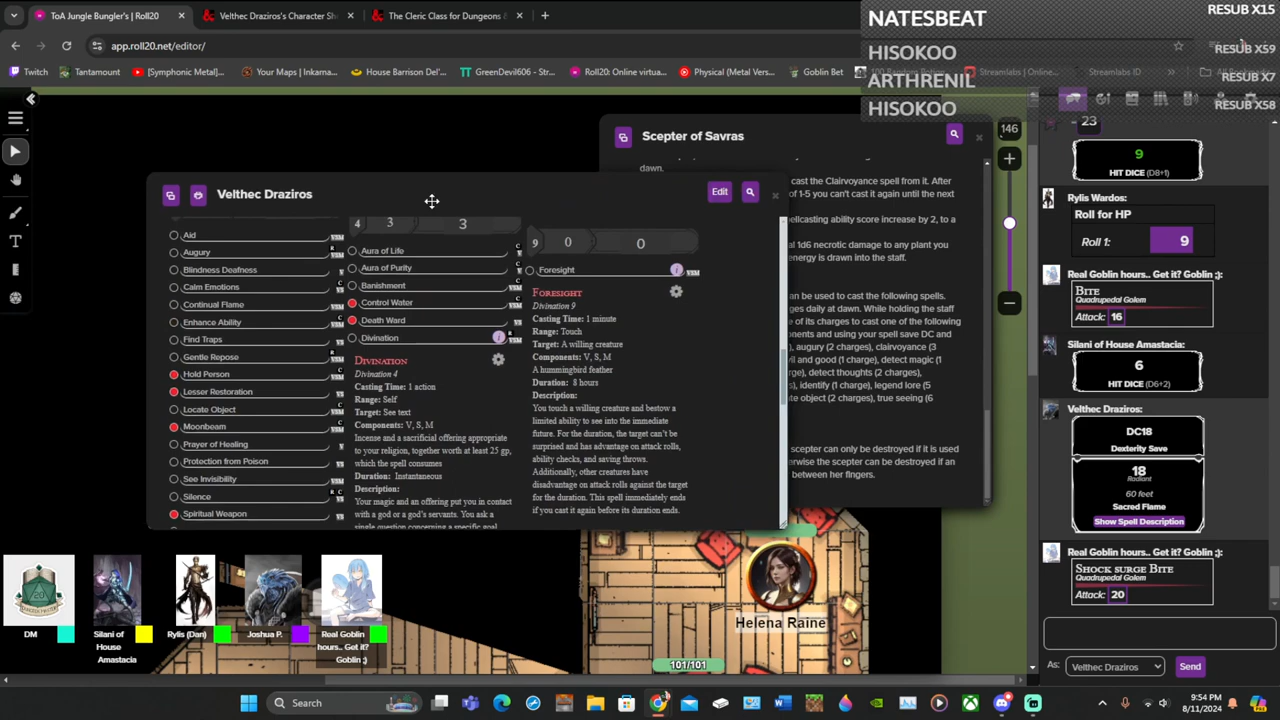 ToA Jungle Bungler's | Roll20
Velthec Draziros's Character Sh
The Cleric Class for Dungeons &
app.roll20.net/editor/
Twitch
Tantamount
[Symphonic Metal]...
Your Maps | Inkarna...
House Barrison Del'...
GreenDevil606 - Str...
Roll20: Online virtua...
Physical (Metal Vers...
Goblin Bet
Streamlabs | Online...
Streamlabs ID
NATESBEAT
RESUB X15
HISOKOO
RESUB X59
ARTHRENIL
RESUB X7
HISOKOO
RESUB X58
Scepter of Savras
dawn.
cast the Clairvoyance spell from it. After
of 1-5 you can't cast it again until the next
spellcasting ability score increase by 2, to a
al 1d6 necrotic damage to any plant you
energy is drawn into the staff.
can be used to cast the following spells.
ges daily at dawn. While holding the staff
of its charges to cast one of the following
onents and using your spell save DC and
), augury (2 charges), clairvoyance (3
vil and good (1 charge), detect magic (1
rge), detect thoughts (2 charges),
), identify (1 charge), legend lore (5
ate object (2 charges), true seeing (6
scepter can only be destroyed if it is used
erwise the scepter can be destroyed if an
between her fingers.
146
Velthec Draziros
Edit
Aid
Augury
Blindness Deafness
Calm Emotions
Continual Flame
Enhance Ability
Find Traps
Gentle Repose
Hold Person
Lesser Restoration
Locate Object
Moonbeam
Prayer of Healing
Protection from Poison
See Invisibility
Silence
Spiritual Weapon
4 3 3
Aura of Life
Aura of Purity
Banishment
Control Water
Death Ward
Divination
DIVINATION
Divination 4
Casting Time: 1 action
Range: Self
Target: See text
Components: V, S, M
Incense and a sacrificial offering appropriate
to your religion, together worth at least 25 gp,
which the spell consumes
Duration: Instantaneous
Description:
Your magic and an offering put you in contact
with a god or a god's servants. You ask a
single question concerning a specific goal,
9 0 0
Foresight
FORESIGHT
Divination 9
Casting Time: 1 minute
Range: Touch
Target: A willing creature
Components: V, S, M
A hummingbird feather
Duration: 8 hours
Description:
You touch a willing creature and bestow a
limited ability to see into the immediate
future. For the duration, the target can't be
surprised and has advantage on attack rolls,
ability checks, and saving throws.
Additionally, other creatures have
disadvantage on attack rolls against the target
for the duration. This spell immediately ends
if you cast it again before its duration ends.
23
9
HIT DICE (D8+1)
Rylis Wardos:
Roll for HP
Roll 1: 9
Real Goblin hours.. Get it? Goblin ;):
BITE
Quadrupedal Golem
Attack: 16
Silani of House Amastacia:
6
HIT DICE (D6+2)
Velthec Draziros:
DC18
Dexterity Save
18
Radiant
60 feet
Sacred Flame
Show Spell Description
Real Goblin hours.. Get it? Goblin ;):
SHOCK SURGE BITE
Quadrupedal Golem
Attack: 20
As: Velthec Draziros
Send
Helena Raine
101/101
DM
Silani of
House
Amastacia
Rylis (Dan)
Joshua P.
Real Goblin
hours.. Get it?
Goblin ;)
Search
9:54 PM
8/11/2024